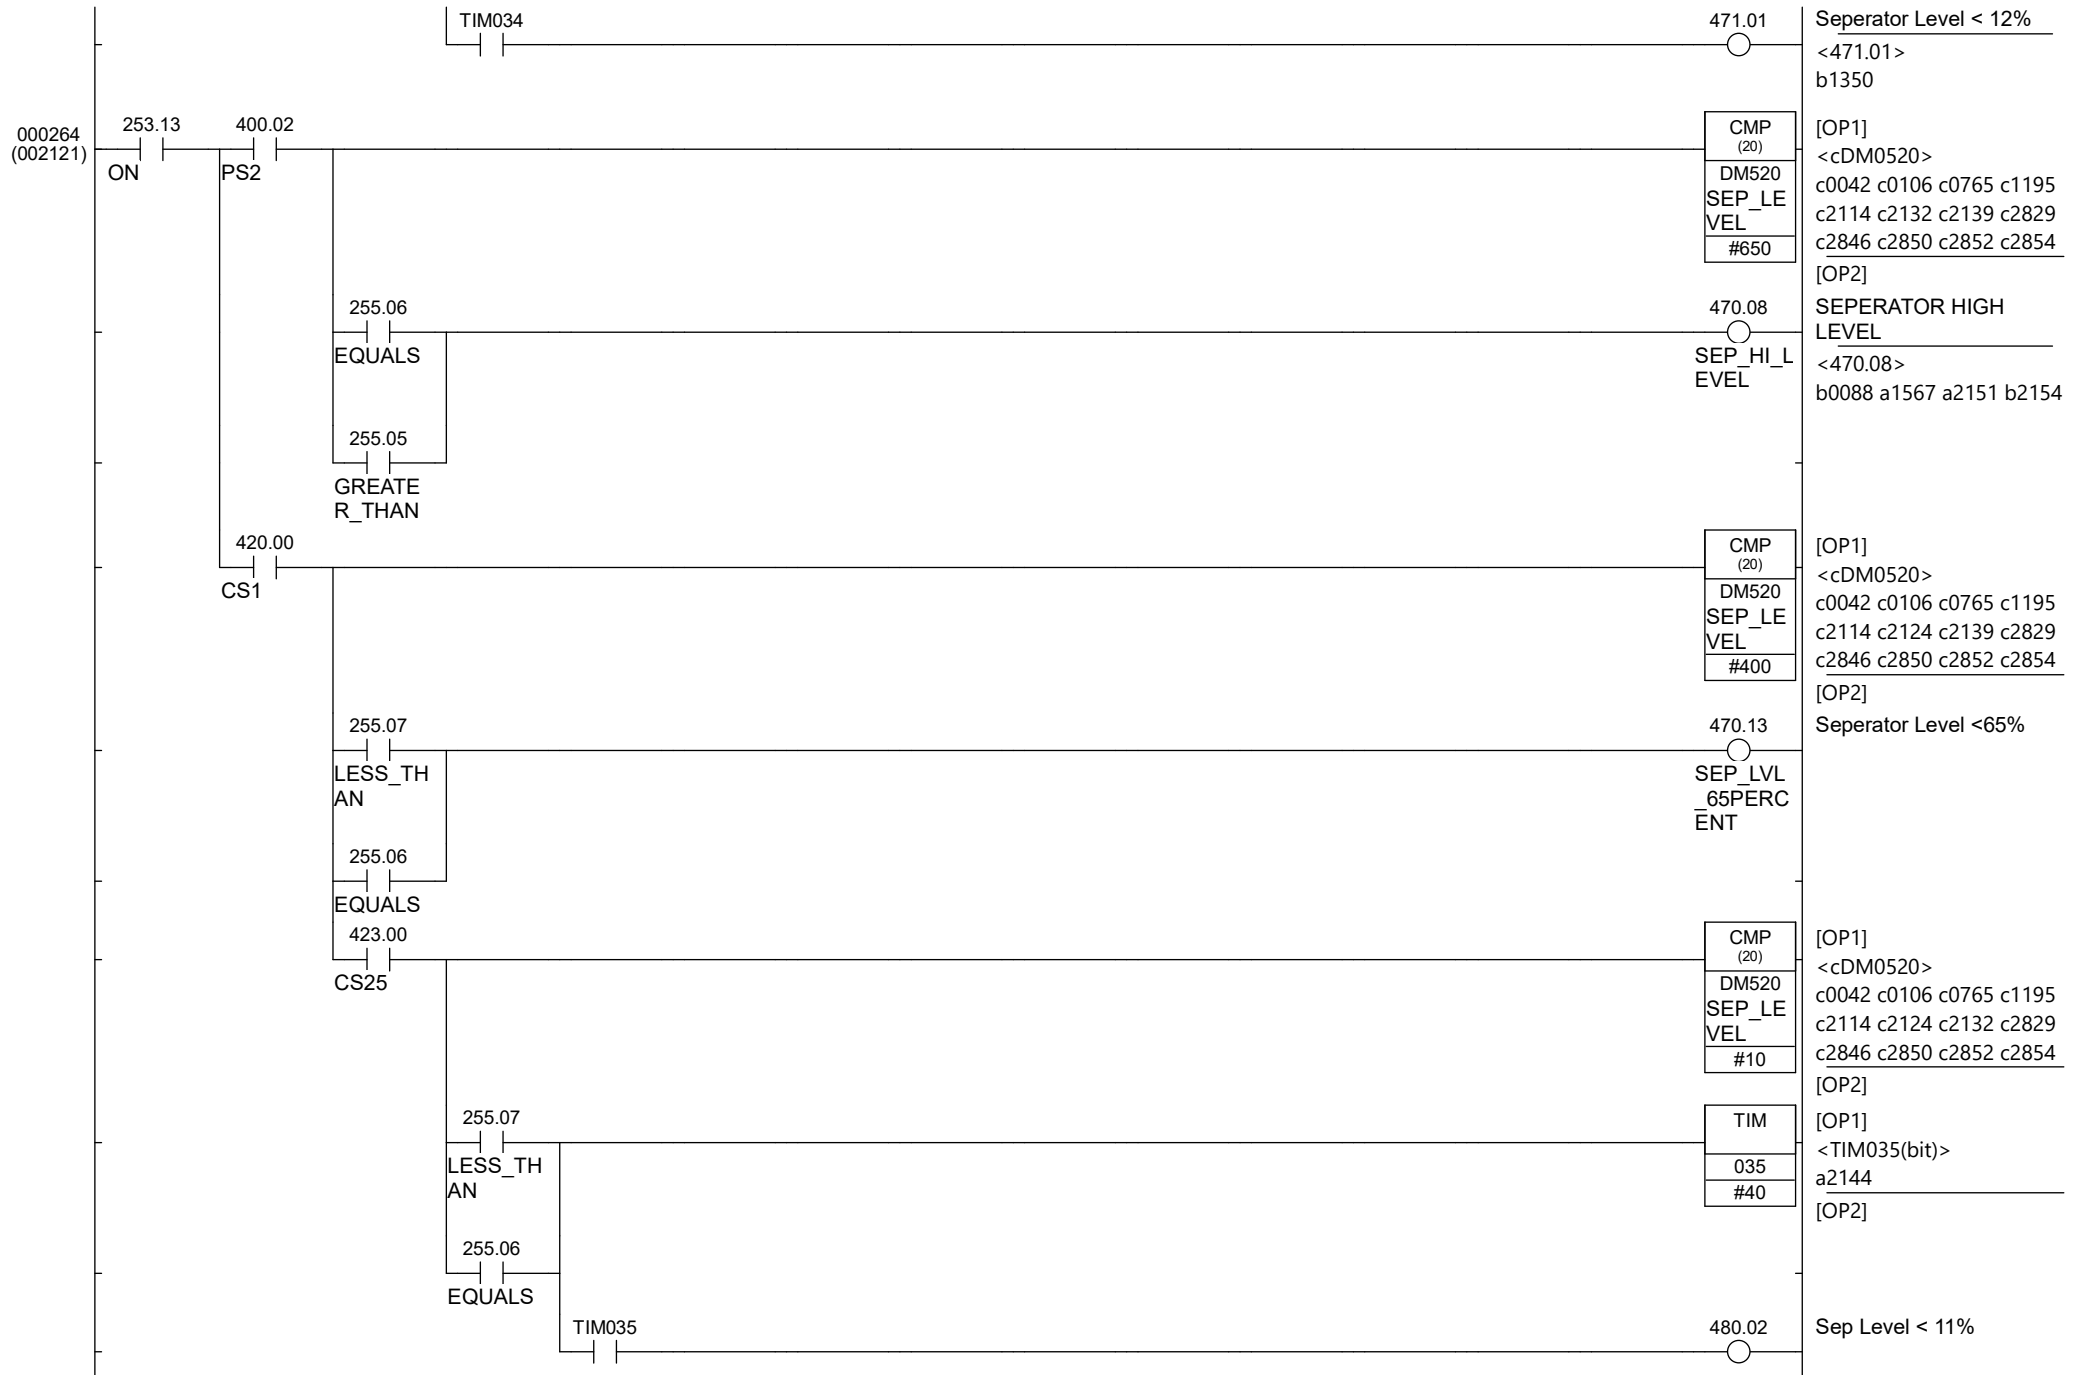 TIM034
471.01
Seperator Level < 12%
<471.01>
b1350
000264
(002121)
253.13
ON
400.02
PS2
CMP
(20)
DM520
SEP_LE
VEL
#650
[OP1]
<cDM0520>
c0042 c0106 c0765 c1195
c2114 c2132 c2139 c2829
c2846 c2850 c2852 c2854
[OP2]
255.06
EQUALS
470.08
SEP_HI_L
EVEL
SEPERATOR HIGH
LEVEL
<470.08>
b0088 a1567 a2151 b2154
255.05
GREATE
R_THAN
420.00
CS1
CMP
(20)
DM520
SEP_LE
VEL
#400
[OP1]
<cDM0520>
c0042 c0106 c0765 c1195
c2114 c2124 c2139 c2829
c2846 c2850 c2852 c2854
[OP2]
255.07
LESS_TH
AN
470.13
SEP_LVL
_65PERC
ENT
Seperator Level <65%
255.06
EQUALS
423.00
CS25
CMP
(20)
DM520
SEP_LE
VEL
#10
[OP1]
<cDM0520>
c0042 c0106 c0765 c1195
c2114 c2124 c2132 c2829
c2846 c2850 c2852 c2854
[OP2]
255.07
LESS_TH
AN
TIM
035
#40
[OP1]
<TIM035(bit)>
a2144
[OP2]
255.06
EQUALS
TIM035
480.02
Sep Level < 11%